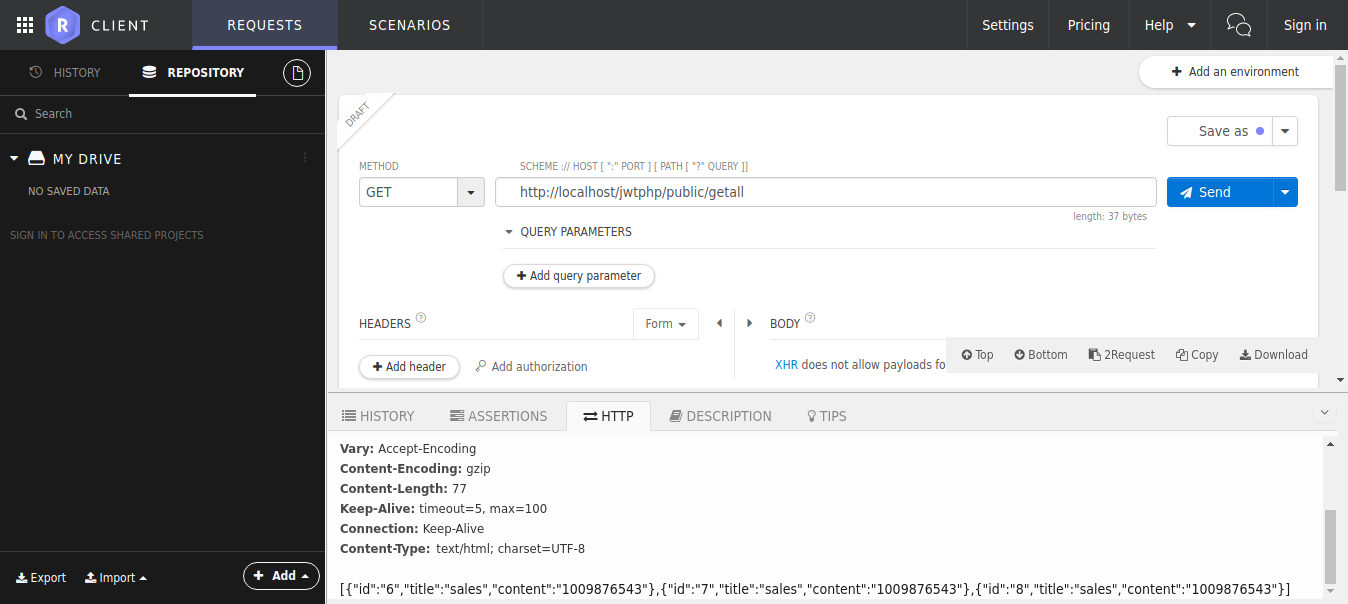 R CLIENT REQUESTS SCENARIOS Settings Pricing Help Sign in
HISTORY REPOSITORY
Add an environment
Search
DRAFT
Save as
MY DRIVE
METHOD SCHEME :// HOST [ ":" PORT ] [ PATH [ "?" QUERY ]]
NO SAVED DATA
GET http://localhost/jwtphp/public/getall Send
length: 37 bytes
SIGN IN TO ACCESS SHARED PROJECTS
QUERY PARAMETERS
Add query parameter
HEADERS ? Form BODY ?
Top Bottom 2Request Copy Download
Add header Add authorization XHR does not allow payloads fo
HISTORY ASSERTIONS HTTP DESCRIPTION TIPS
Vary: Accept-Encoding
Content-Encoding: gzip
Content-Length: 77
Keep-Alive: timeout=5, max=100
Connection: Keep-Alive
Content-Type: text/html; charset=UTF-8
Export Import Add
[{"id":"6","title":"sales","content":"1009876543"},{"id":"7","title":"sales","content":"1009876543"},{"id":"8","title":"sales","content":"1009876543"}]